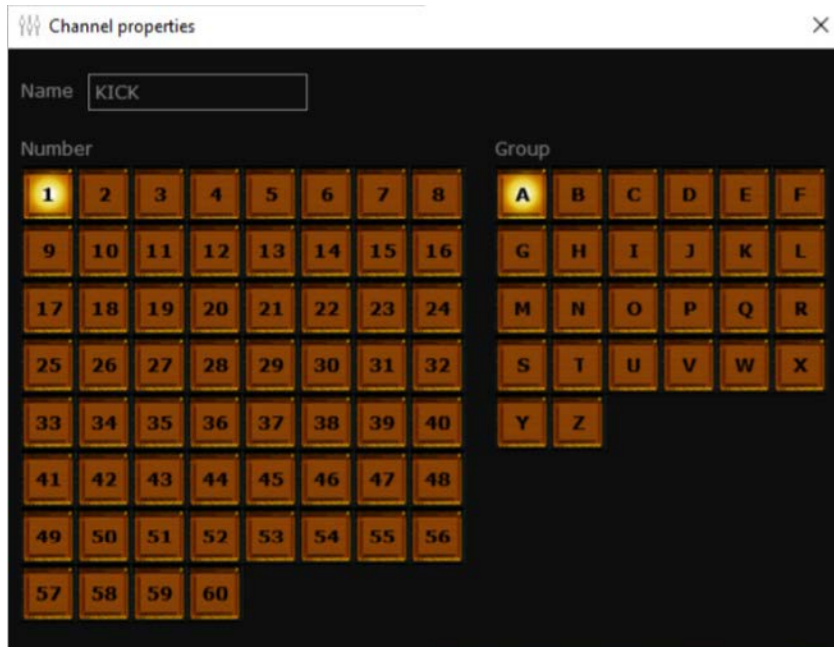 Channel properties
Name KICK
Number Group
1 2 3 4 5 6 7 8 A B C D E F
9 10 11 12 13 14 15 16 G H I J K L
17 18 19 20 21 22 23 24 M N O P Q R
25 26 27 28 29 30 31 32 S T U V W X
33 34 35 36 37 38 39 40 Y Z
41 42 43 44 45 46 47 48
49 50 51 52 53 54 55 56
57 58 59 60